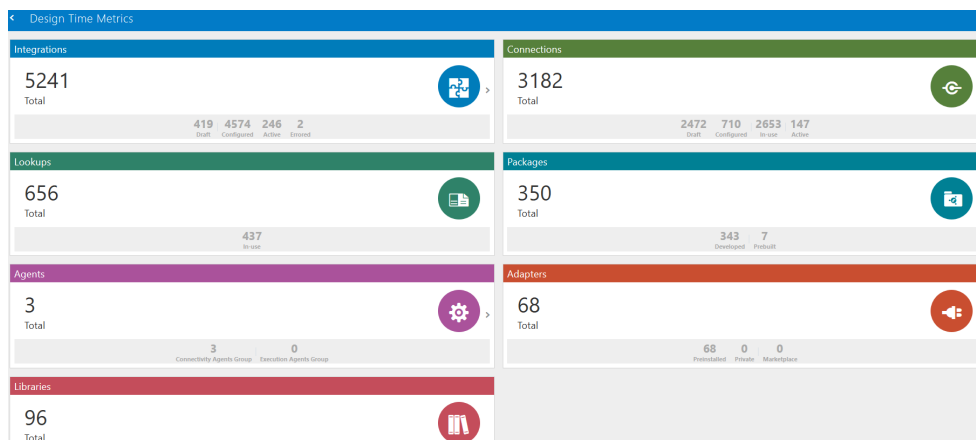 Design Time Metrics
Integrations
5241
Total
419 4574 246 2
Draft Configured Active Errored
Connections
3182
Total
2472 710 2653 147
Draft Configured In-use Active
Lookups
656
Total
437
In-use
Packages
350
Total
343 7
Developed Prebuilt
Agents
3
Total
3 0
Connectivity Agents Group Execution Agents Group
Adapters
68
Total
68 0 0
Preinstalled Private Marketplace
Libraries
96
Total